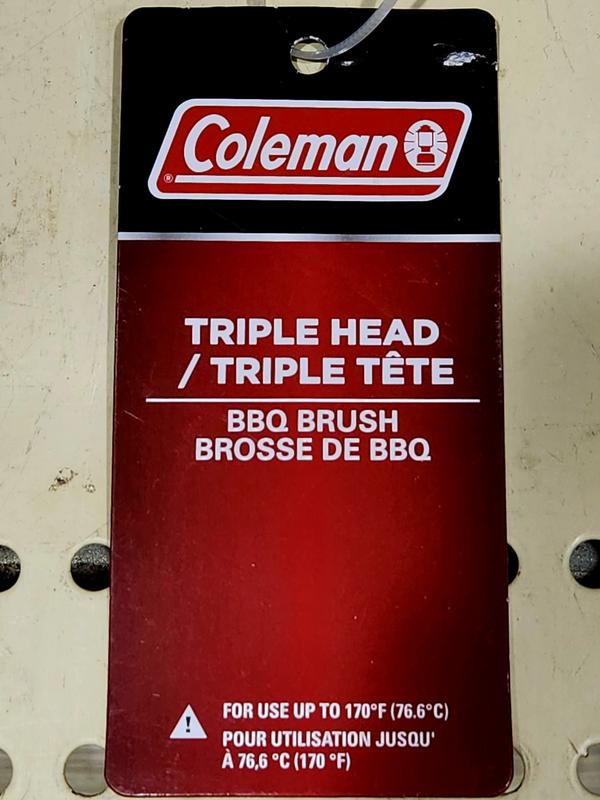 Coleman
®
TRIPLE HEAD
/ TRIPLE TÊTE
BBQ BRUSH
BROSSE DE BBQ
! FOR USE UP TO 170°F (76.6°C)
POUR UTILISATION JUSQU'
À 76,6 °C (170 °F)